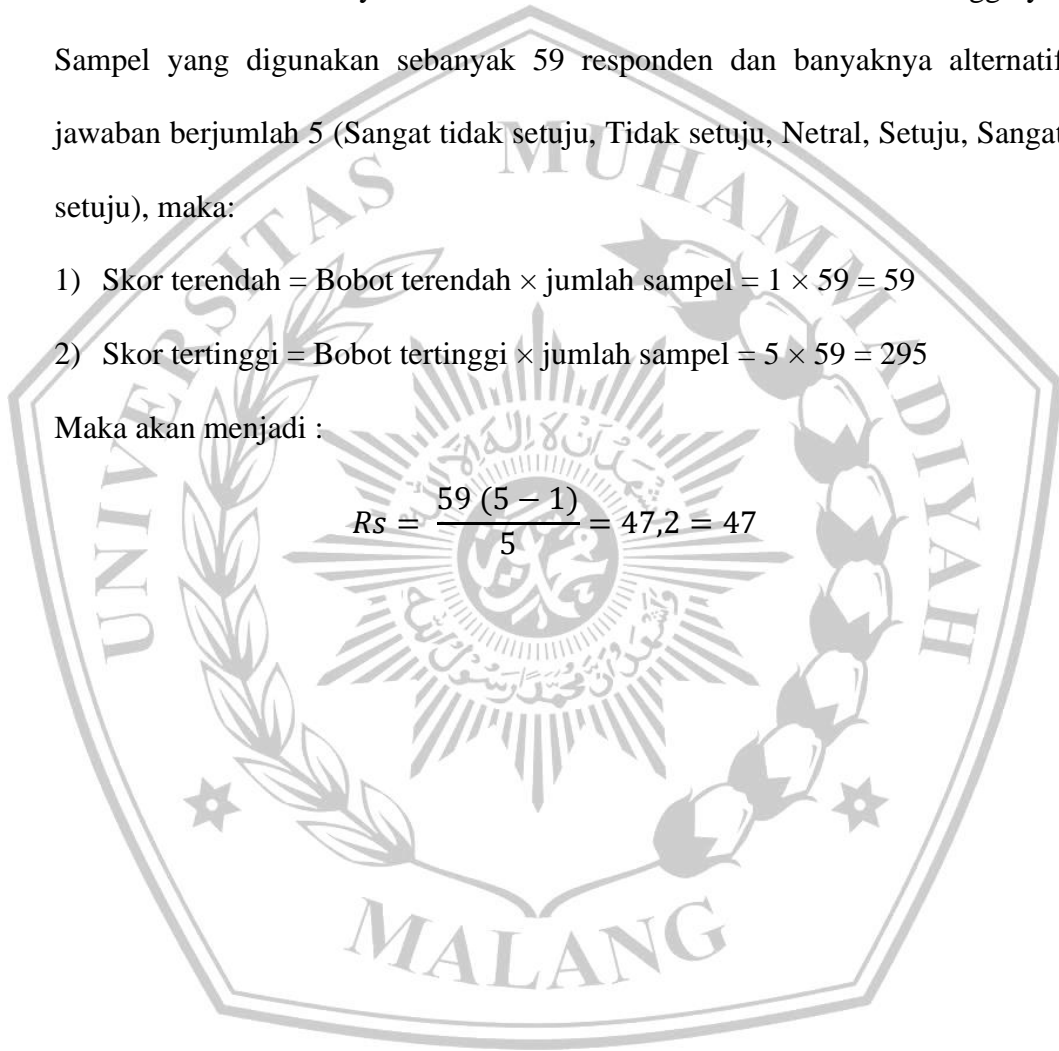 Sampel yang digunakan sebanyak 59 responden dan banyaknya alternatif
jawaban berjumlah 5 (Sangat tidak setuju, Tidak setuju, Netral, Setuju, Sangat
setuju), maka:
1) Skor terendah = Bobot terendah × jumlah sampel = 1 × 59 = 59
2) Skor tertinggi = Bobot tertinggi × jumlah sampel = 5 × 59 = 295
Maka akan menjadi :
Rs = 59 (5 − 1) / 5 = 47,2 = 47
UNIVERSITAS MUHAMMADIYAH
MALANG